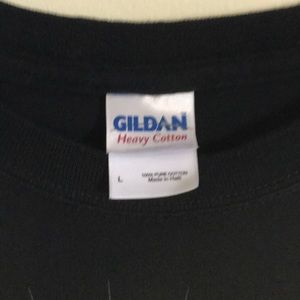 GILDAN
Heavy Cotton
L 100% PURE COTTON
Made in Haiti